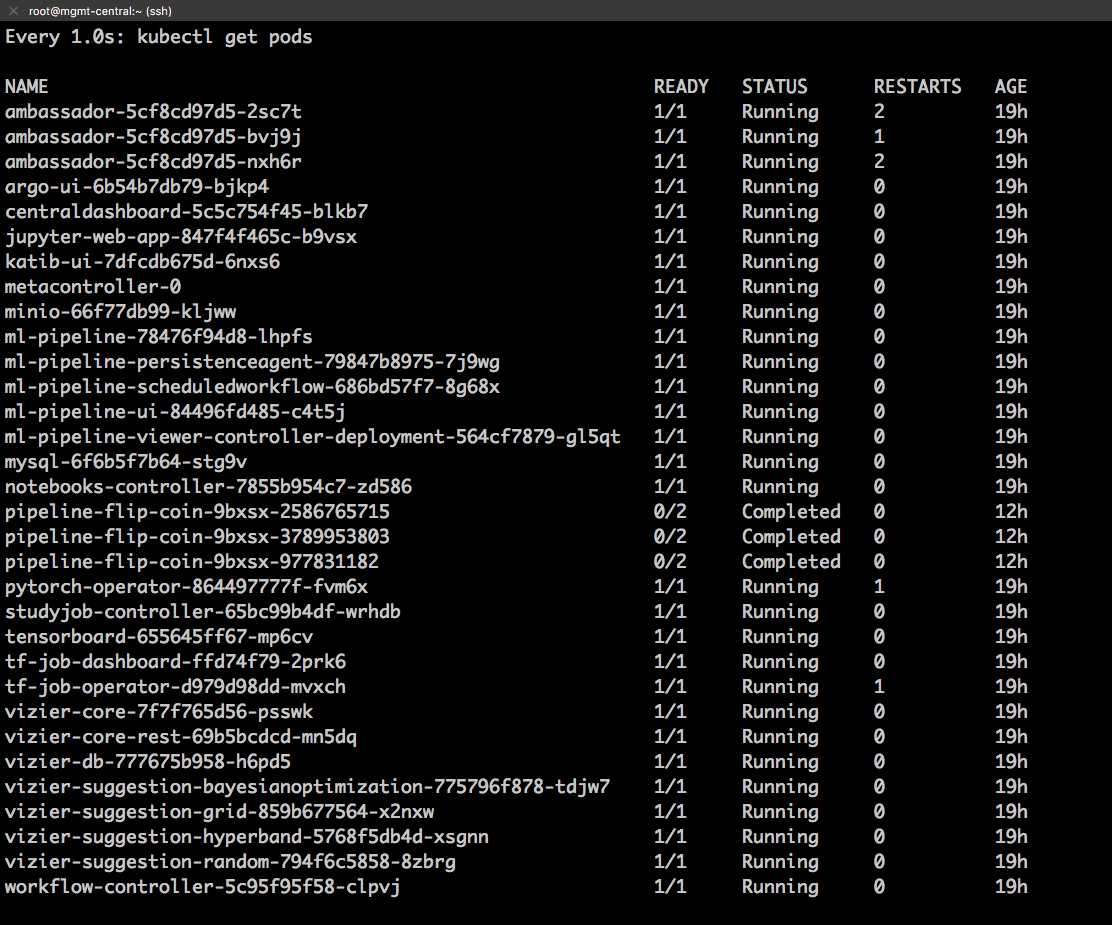 root@mgmt-central:~ (ssh)
Every 1.0s: kubectl get pods
NAME READY STATUS RESTARTS AGE
ambassador-5cf8cd97d5-2sc7t 1/1 Running 2 19h
ambassador-5cf8cd97d5-bvj9j 1/1 Running 1 19h
ambassador-5cf8cd97d5-nxh6r 1/1 Running 2 19h
argo-ui-6b54b7db79-bjkp4 1/1 Running 0 19h
centraldashboard-5c5c754f45-blkb7 1/1 Running 0 19h
jupyter-web-app-847f4f465c-b9vsx 1/1 Running 0 19h
katib-ui-7dfcdb675d-6nxs6 1/1 Running 0 19h
metacontroller-0 1/1 Running 0 19h
minio-66f77db99-kljww 1/1 Running 0 19h
ml-pipeline-78476f94d8-lhpfs 1/1 Running 0 19h
ml-pipeline-persistenceagent-79847b8975-7j9wg 1/1 Running 0 19h
ml-pipeline-scheduledworkflow-686bd57f7-8g68x 1/1 Running 0 19h
ml-pipeline-ui-84496fd485-c4t5j 1/1 Running 0 19h
ml-pipeline-viewer-controller-deployment-564cf7879-gl5qt 1/1 Running 0 19h
mysql-6f6b5f7b64-stg9v 1/1 Running 0 19h
notebooks-controller-7855b954c7-zd586 1/1 Running 0 19h
pipeline-flip-coin-9bxsx-2586765715 0/2 Completed 0 12h
pipeline-flip-coin-9bxsx-3789953803 0/2 Completed 0 12h
pipeline-flip-coin-9bxsx-977831182 0/2 Completed 0 12h
pytorch-operator-864497777f-fvm6x 1/1 Running 1 19h
studyjob-controller-65bc99b4df-wrhdb 1/1 Running 0 19h
tensorboard-655645ff67-mp6cv 1/1 Running 0 19h
tf-job-dashboard-ffd74f79-2prk6 1/1 Running 0 19h
tf-job-operator-d979d98dd-mvxch 1/1 Running 1 19h
vizier-core-7f7f765d56-psswk 1/1 Running 0 19h
vizier-core-rest-69b5bcdcd-mn5dq 1/1 Running 0 19h
vizier-db-777675b958-h6pd5 1/1 Running 0 19h
vizier-suggestion-bayesianoptimization-775796f878-tdjw7 1/1 Running 0 19h
vizier-suggestion-grid-859b677564-x2nxw 1/1 Running 0 19h
vizier-suggestion-hyperband-5768f5db4d-xsgnn 1/1 Running 0 19h
vizier-suggestion-random-794f6c5858-8zbrg 1/1 Running 0 19h
workflow-controller-5c95f95f58-clpvj 1/1 Running 0 19h